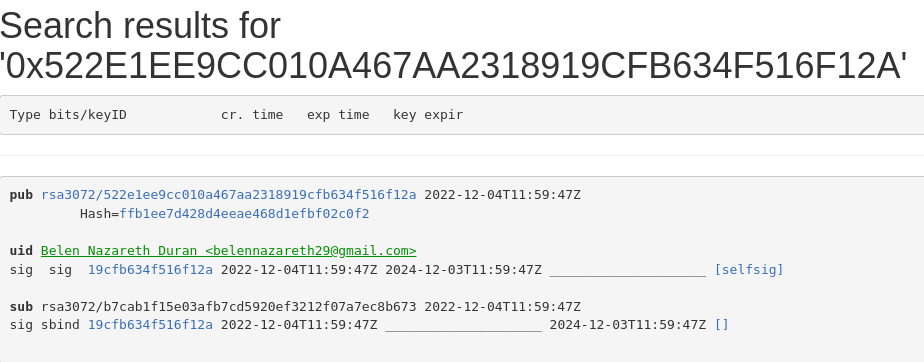 Search results for
'0x522E1EE9CC010A467AA2318919CFB634F516F12A'
Type bits/keyID            cr. time   exp time   key expir
pub rsa3072/522e1ee9cc010a467aa2318919cfb634f516f12a 2022-12-04T11:59:47Z
Hash=ffb1ee7d428d4eeae468d1efbf02c0f2
uid Belen Nazareth Duran <belennazareth29@gmail.com>
sig  sig  19cfb634f516f12a 2022-12-04T11:59:47Z 2024-12-03T11:59:47Z ____________________ [selfsig]
sub rsa3072/b7cab1f15e03afb7cd5920ef3212f07a7ec8b673 2022-12-04T11:59:47Z
sig sbind 19cfb634f516f12a 2022-12-04T11:59:47Z ____________________ 2024-12-03T11:59:47Z []